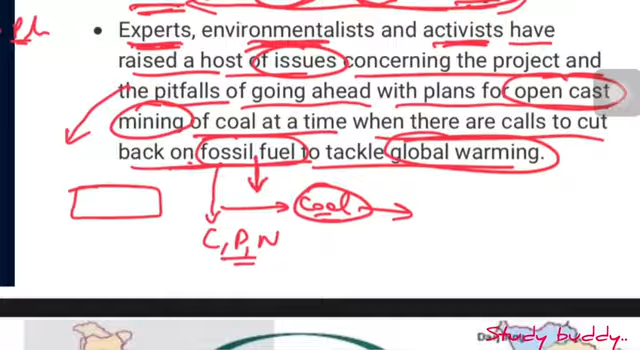 Ph
• Experts, environmentalists and activists have
raised a host of issues concerning the project and
the pitfalls of going ahead with plans for open cast
mining of coal at a time when there are calls to cut
back on fossil fuel to tackle global warming.
Coal
C, P, N
Study buddy..